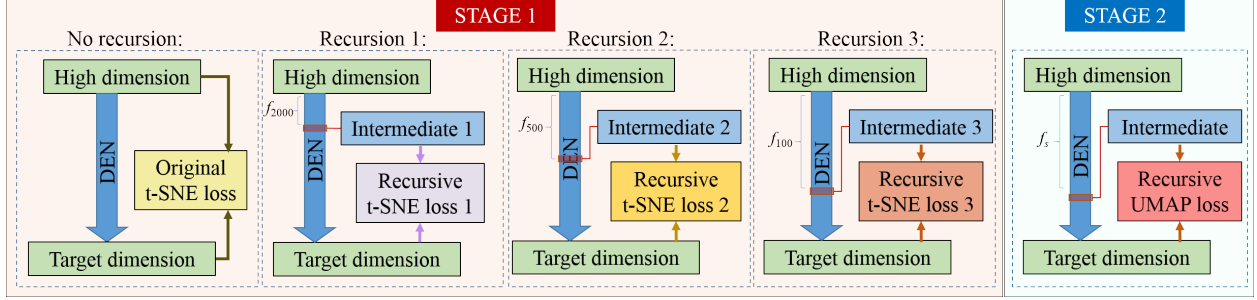 STAGE 1
STAGE 2
No recursion:
High dimension
DEN
Original
t-SNE loss
Target dimension
Recursion 1:
High dimension
f2000
DEN
Intermediate 1
Recursive
t-SNE loss 1
Target dimension
Recursion 2:
High dimension
f500
DEN
Intermediate 2
Recursive
t-SNE loss 2
Target dimension
Recursion 3:
High dimension
f100
DEN
Intermediate 3
Recursive
t-SNE loss 3
Target dimension
High dimension
fs
DEN
Intermediate
Recursive
UMAP loss
Target dimension